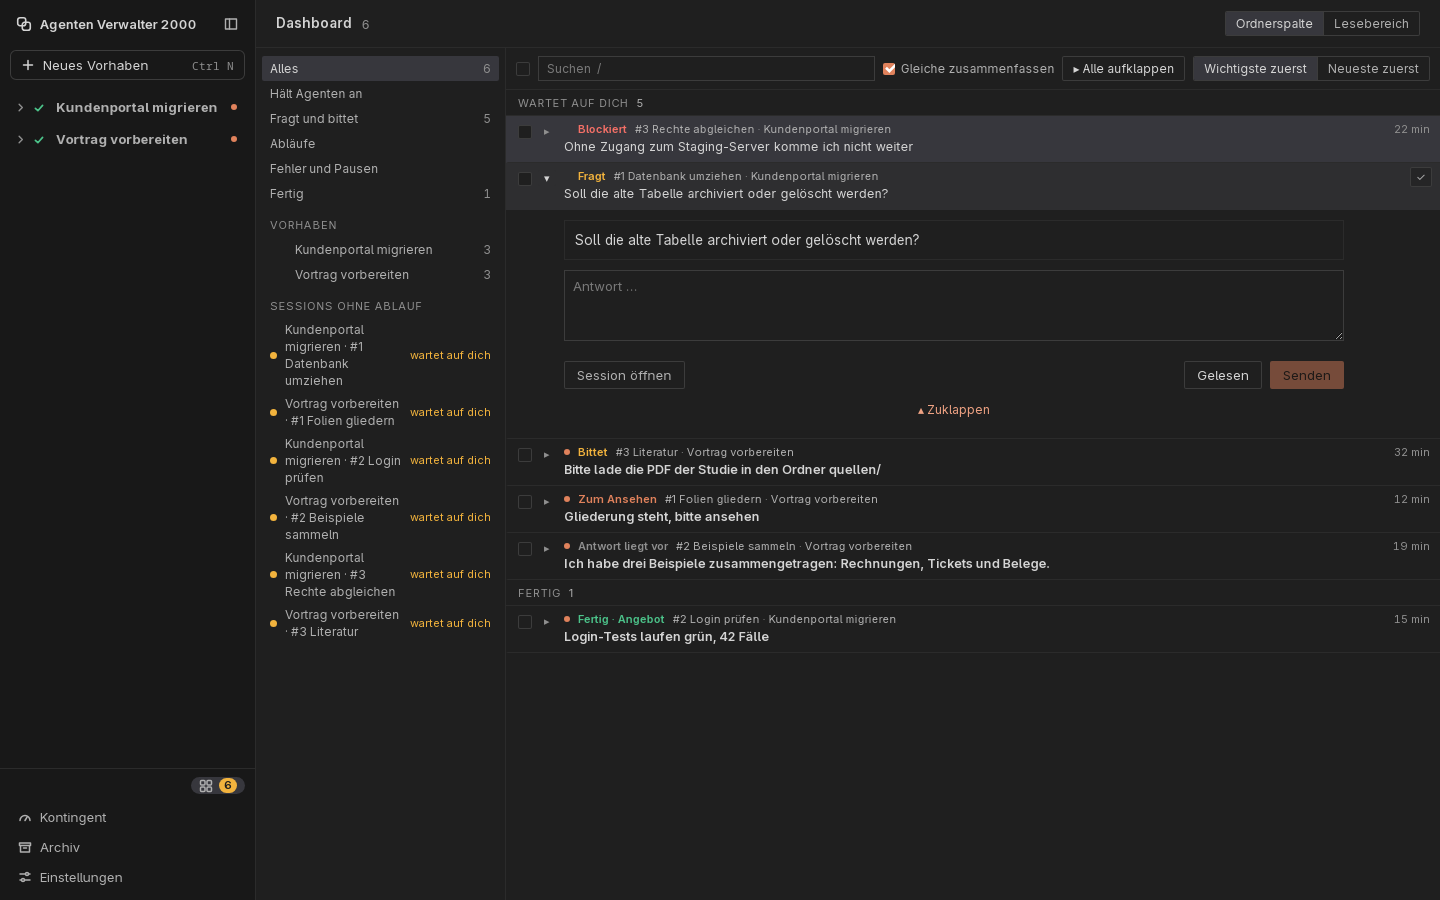 Agenten Verwalter 2000
Neues Vorhaben Ctrl N
Kundenportal migrieren
Vortrag vorbereiten
6
Kontingent
Archiv
Einstellungen
Dashboard 6
Ordnerspalte Lesebereich
Alles 6
Hält Agenten an
Fragt und bittet 5
Abläufe
Fehler und Pausen
Fertig 1
VORHABEN
Kundenportal migrieren 3
Vortrag vorbereiten 3
SESSIONS OHNE ABLAUF
Kundenportal
migrieren · #1
Datenbank
umziehen
wartet auf dich
Vortrag vorbereiten
· #1 Folien gliedern
wartet auf dich
Kundenportal
migrieren · #2 Login
prüfen
wartet auf dich
Vortrag vorbereiten
· #2 Beispiele
sammeln
wartet auf dich
Kundenportal
migrieren · #3
Rechte abgleichen
wartet auf dich
Vortrag vorbereiten
· #3 Literatur
wartet auf dich
Suchen /
Gleiche zusammenfassen
▸ Alle aufklappen
Wichtigste zuerst Neueste zuerst
WARTET AUF DICH 5
Blockiert #3 Rechte abgleichen · Kundenportal migrieren 22 min
Ohne Zugang zum Staging-Server komme ich nicht weiter
Fragt #1 Datenbank umziehen · Kundenportal migrieren
Soll die alte Tabelle archiviert oder gelöscht werden?
Soll die alte Tabelle archiviert oder gelöscht werden?
Antwort …
Session öffnen Gelesen Senden
▴ Zuklappen
Bittet #3 Literatur · Vortrag vorbereiten 32 min
Bitte lade die PDF der Studie in den Ordner quellen/
Zum Ansehen #1 Folien gliedern · Vortrag vorbereiten 12 min
Gliederung steht, bitte ansehen
Antwort liegt vor #2 Beispiele sammeln · Vortrag vorbereiten 19 min
Ich habe drei Beispiele zusammengetragen: Rechnungen, Tickets und Belege.
FERTIG 1
Fertig · Angebot #2 Login prüfen · Kundenportal migrieren 15 min
Login-Tests laufen grün, 42 Fälle